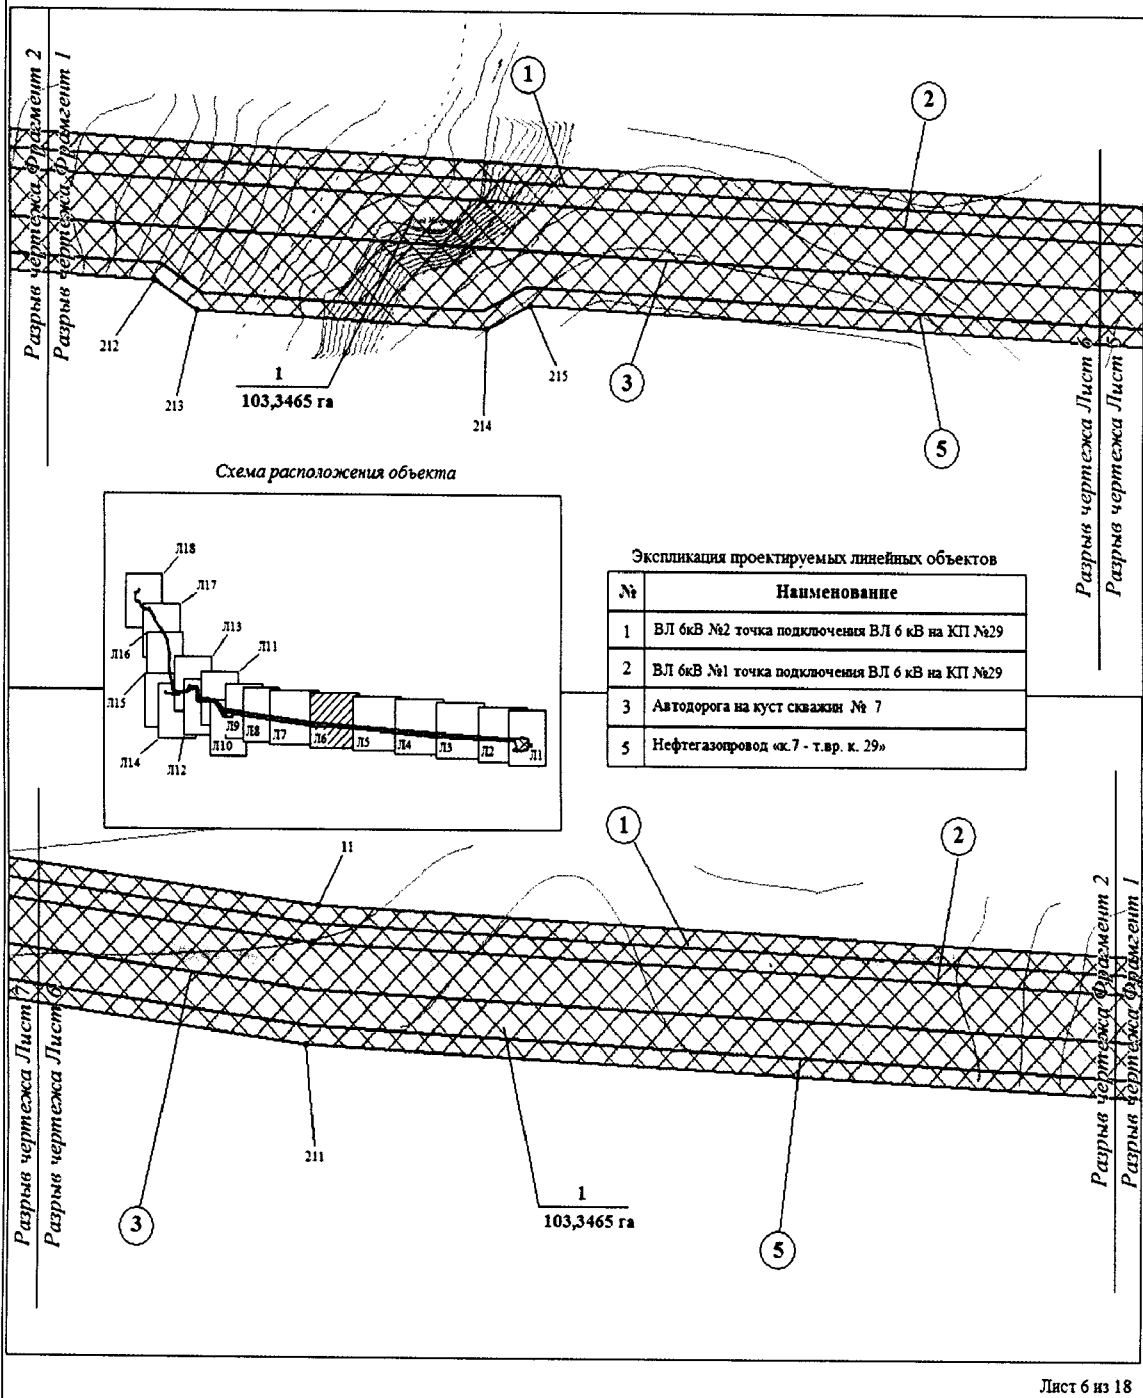 Разрыв чертежа Фрагмент 2
Разрыв чертежа Фрамгент 1
1
2
212
213
1
103,3465 га
214
215
3
5
Разрыв чертежа Лист 6
Разрыв чертежа Лист 5
Схема расположения объекта
Л18
Л17
Л16
Л13
Л11
Л15
Л14
Л12
Л10
Л9
Л8
Л7
Л6
Л5
Л4
Л3
Л2
Л1
Экспликация проектируемых линейных объектов
№ Наименование
1 ВЛ 6кВ №2 точка подключения ВЛ 6 кВ на КП №29
2 ВЛ 6кВ №1 точка подключения ВЛ 6 кВ на КП №29
3 Автодорога на куст скважин № 7
5 Нефтегазопровод «к.7 - т.вр. к. 29»
11
1
2
Разрыв чертежа Лист 7
Разрыв чертежа Лист 6
211
3
1
103,3465 га
5
Разрыв чертежа Фрагмент 2
Разрыв чертежа Фрамгент 1
Лист 6 из 18